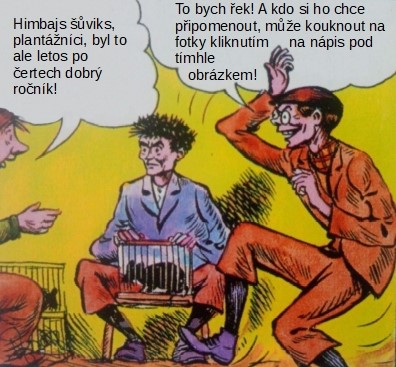 Himbajs šůviks,
plantážníci, byl to
ale letos po
čertech dobrý
ročník!
To bych řek! A kdo si ho chce
připomenout, může kouknout na
fotky kliknutím na nápis pod
tímhle
obrázkem!